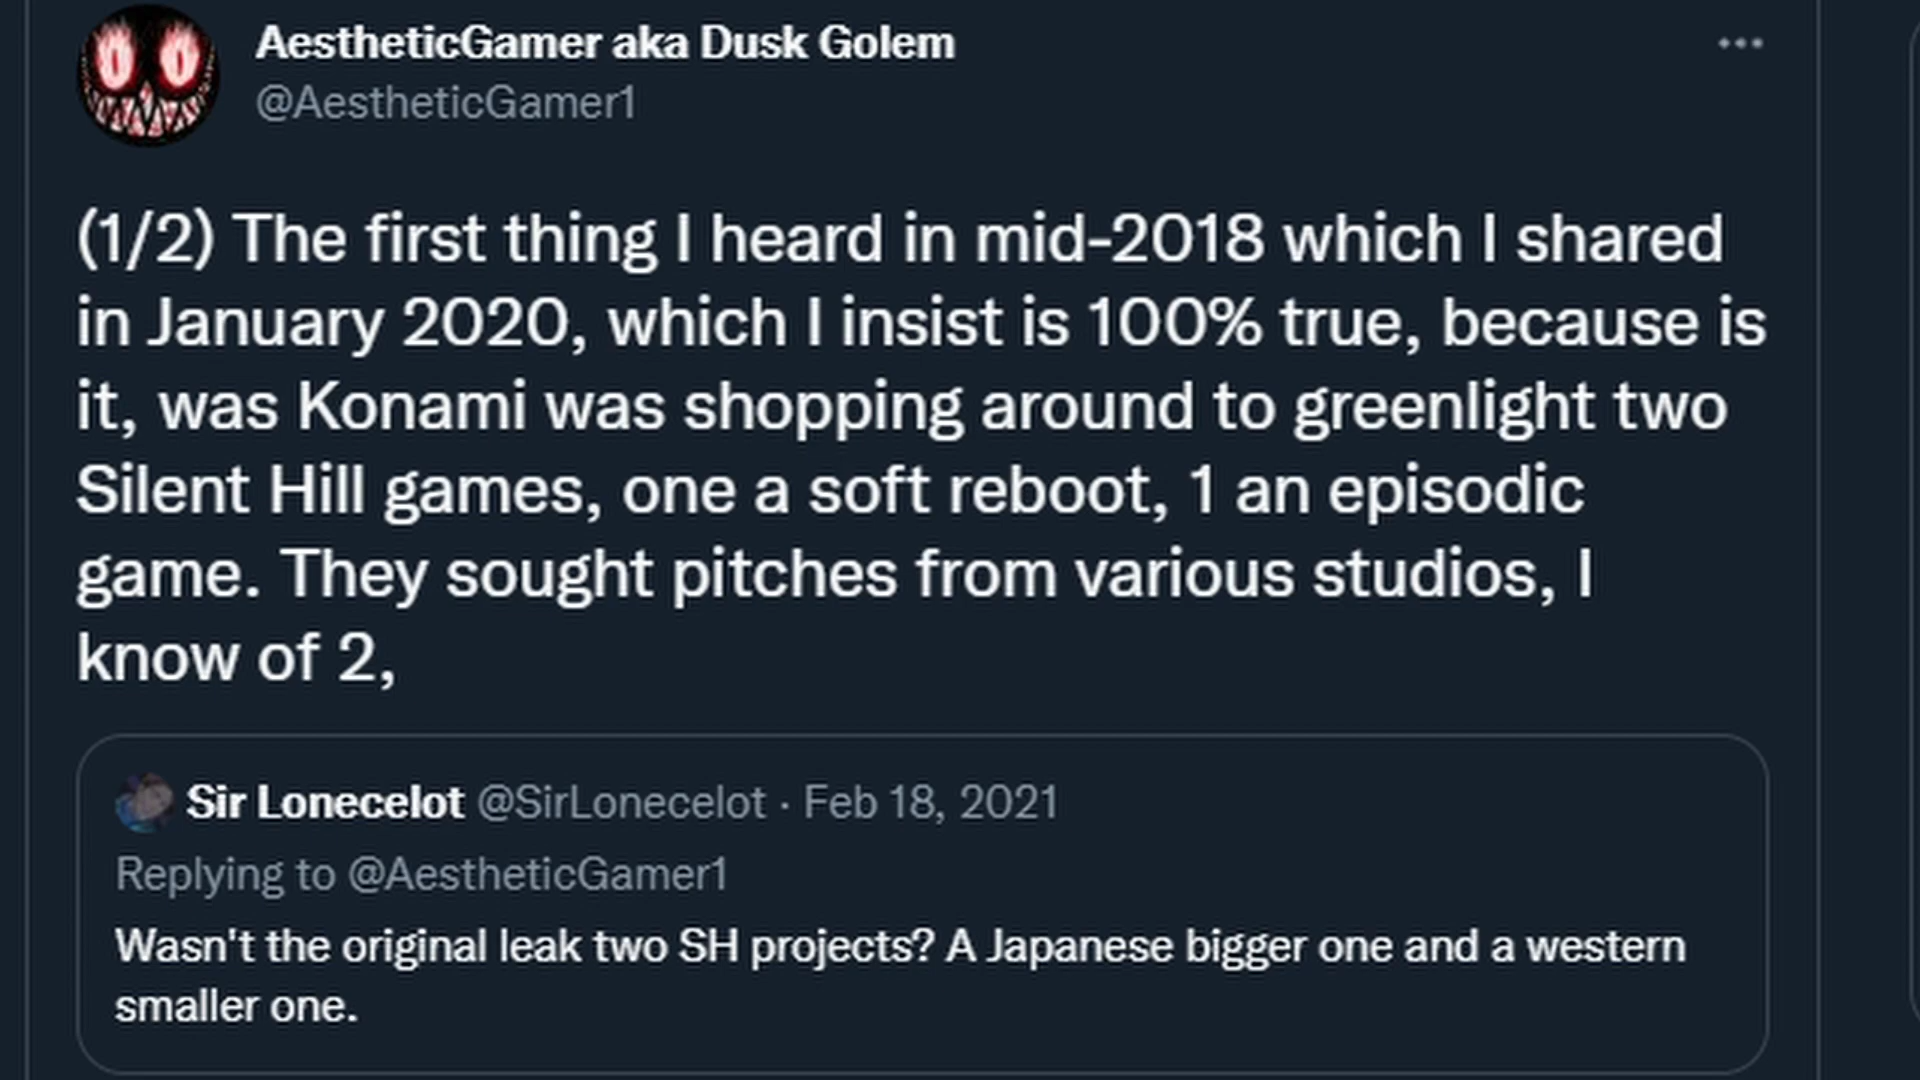 AestheticGamer aka Dusk Golem
@AestheticGamer1
(1/2) The first thing I heard in mid-2018 which I shared
in January 2020, which I insist is 100% true, because is
it, was Konami was shopping around to greenlight two
Silent Hill games, one a soft reboot, 1 an episodic
game. They sought pitches from various studios, I
know of 2,
Sir Lonecelot @SirLonecelot · Feb 18, 2021
Replying to @AestheticGamer1
Wasn't the original leak two SH projects? A Japanese bigger one and a western
smaller one.